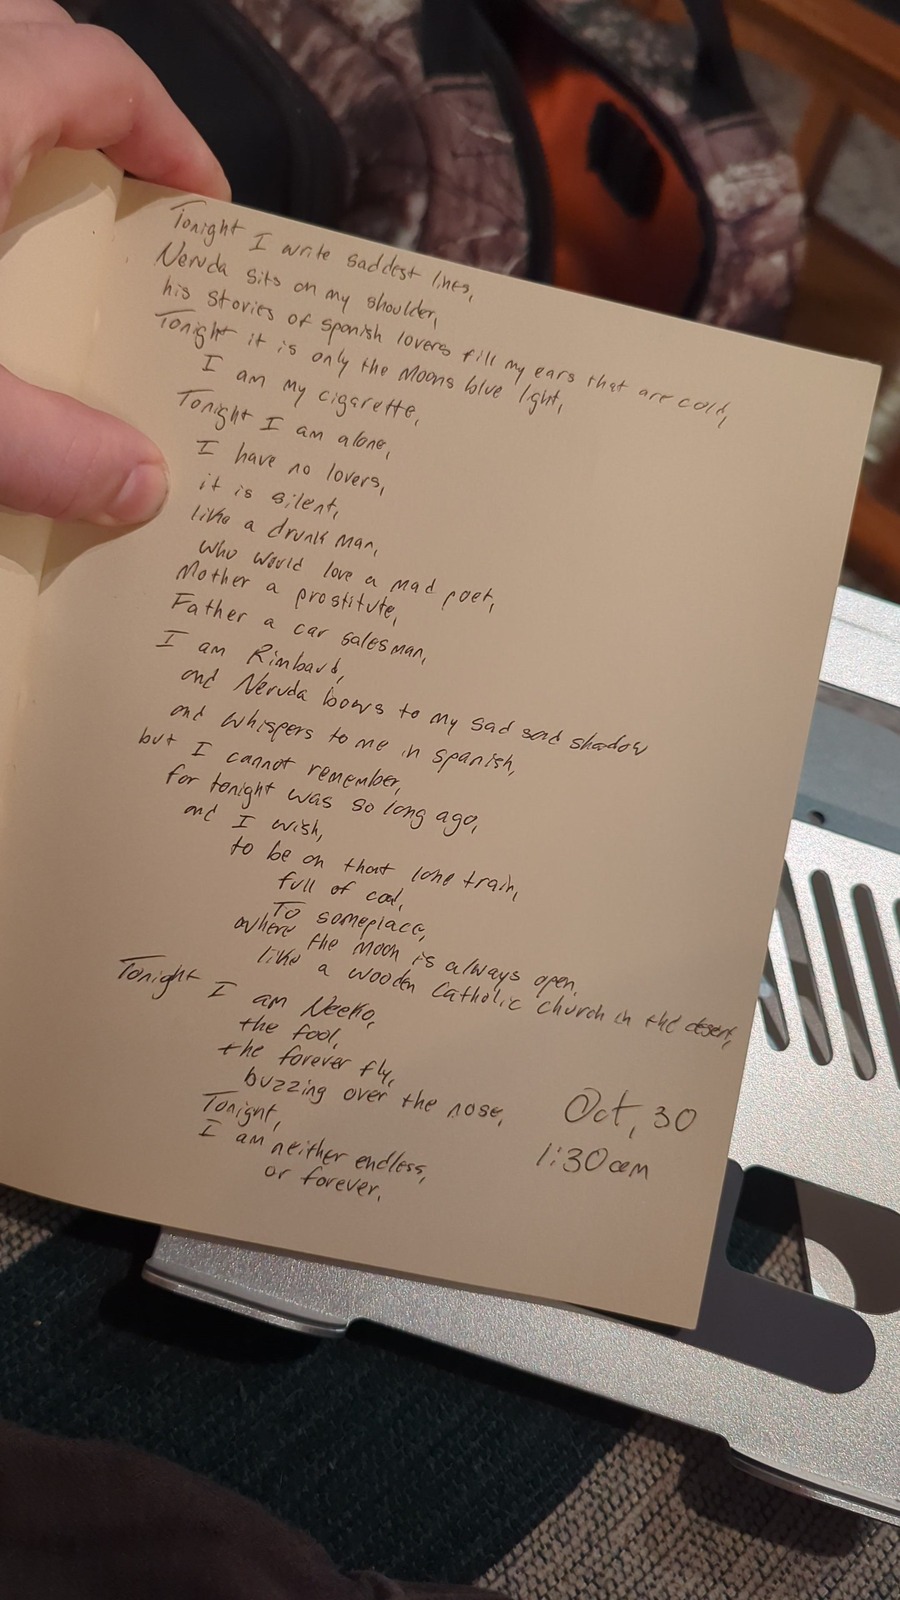 Tonight I write saddest lines,
Neruda sits on my shoulder,
his stories of Spanish lovers fill my ears that are cold,
Tonight it is only the Moons blue light,
I am my cigarette,
Tonight I am alone,
I have no lovers,
it is silent,
like a drunk man,
who would love a mad poet,
Mother a prostitute,
Father a car salesman,
I am Rimbaud,
and Neruda bows to my sad sad shadow
and whispers to me in Spanish,
but I cannot remember,
for tonight was so long ago,
and I wish,
to be on that lone train,
full of coal,
To someplace,
where the Moon is always open,
like a wooden Catholic Church in the desert,
Tonight I am Neeko,
the fool,
the forever fly,
buzzing over the nose,
Tonight,
I am neither endless,
or forever,
Oct, 30
1:30am